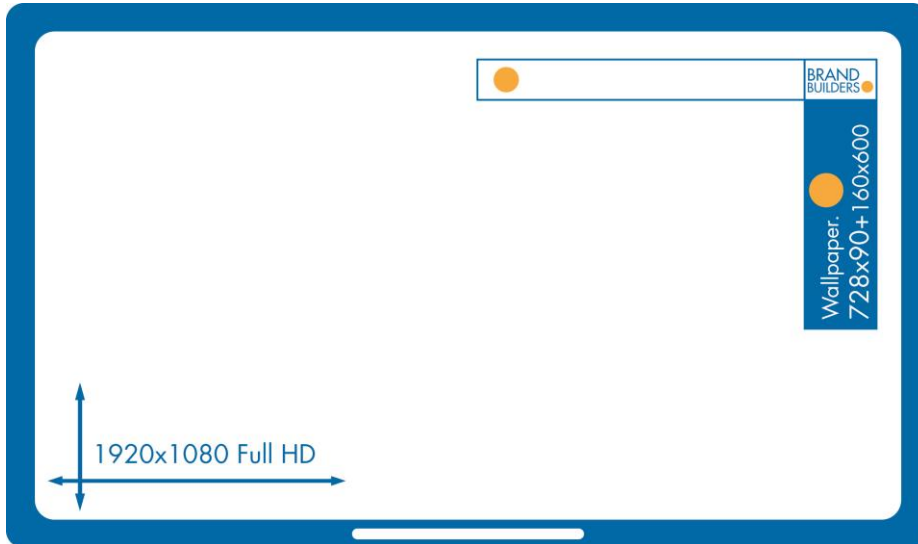 BRAND
BUILDERS
Wallpaper.
728x90+160x600
1920x1080 Full HD